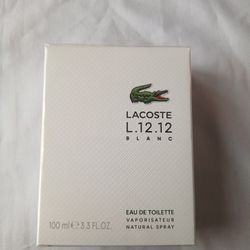 LACOSTE
L.12.12
BLANC
100 ml e 3.3 FL.OZ.
EAU DE TOILETTE
VAPORISATEUR
NATURAL SPRAY